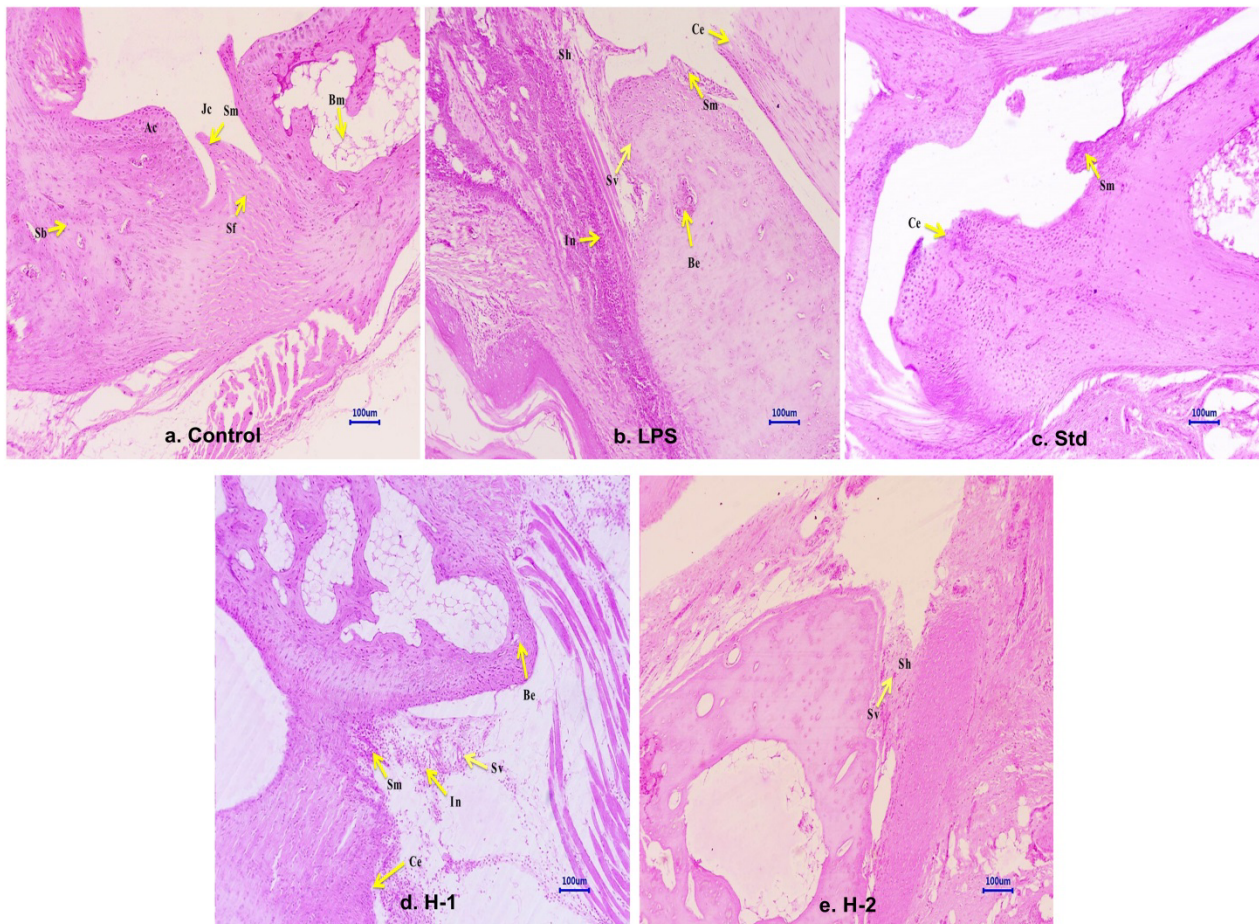 Jc Sm
Ac
Bm
Sb
Sf
100um
a. Control
Sh
Ce
Sm
Sv
In
Be
100um
b. LPS
Sm
Ce
100um
c. Std
Be
Sm
In
Sv
Ce
100um
d. H-1
Sh
Sv
100um
e. H-2